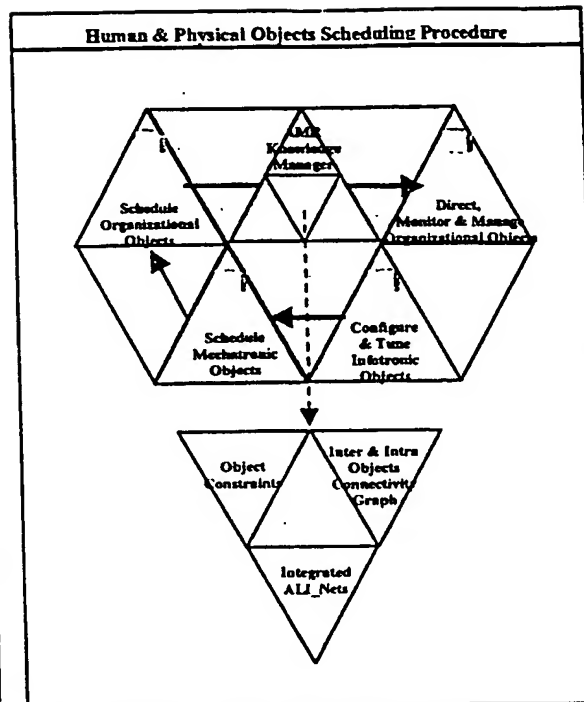 Human & Physical Objects Scheduling Procedure
Knowledge
Manager
Schedule
Organizational
Objects
Direct,
Monitor & Manage
Organizational Objects
Schedule
Mechatronic
Objects
Configure
& Tune
Infotronic
Objects
Object
Constraints
Inter & Intra
Objects
Connectivity
Graph
Integrated
ALI_Nets